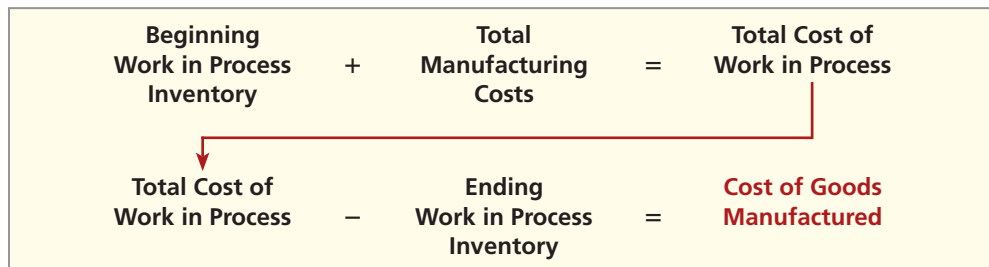 Beginning Work in Process Inventory + Total Manufacturing Costs = Total Cost of Work in Process
Total Cost of Work in Process − Ending Work in Process Inventory = Cost of Goods Manufactured